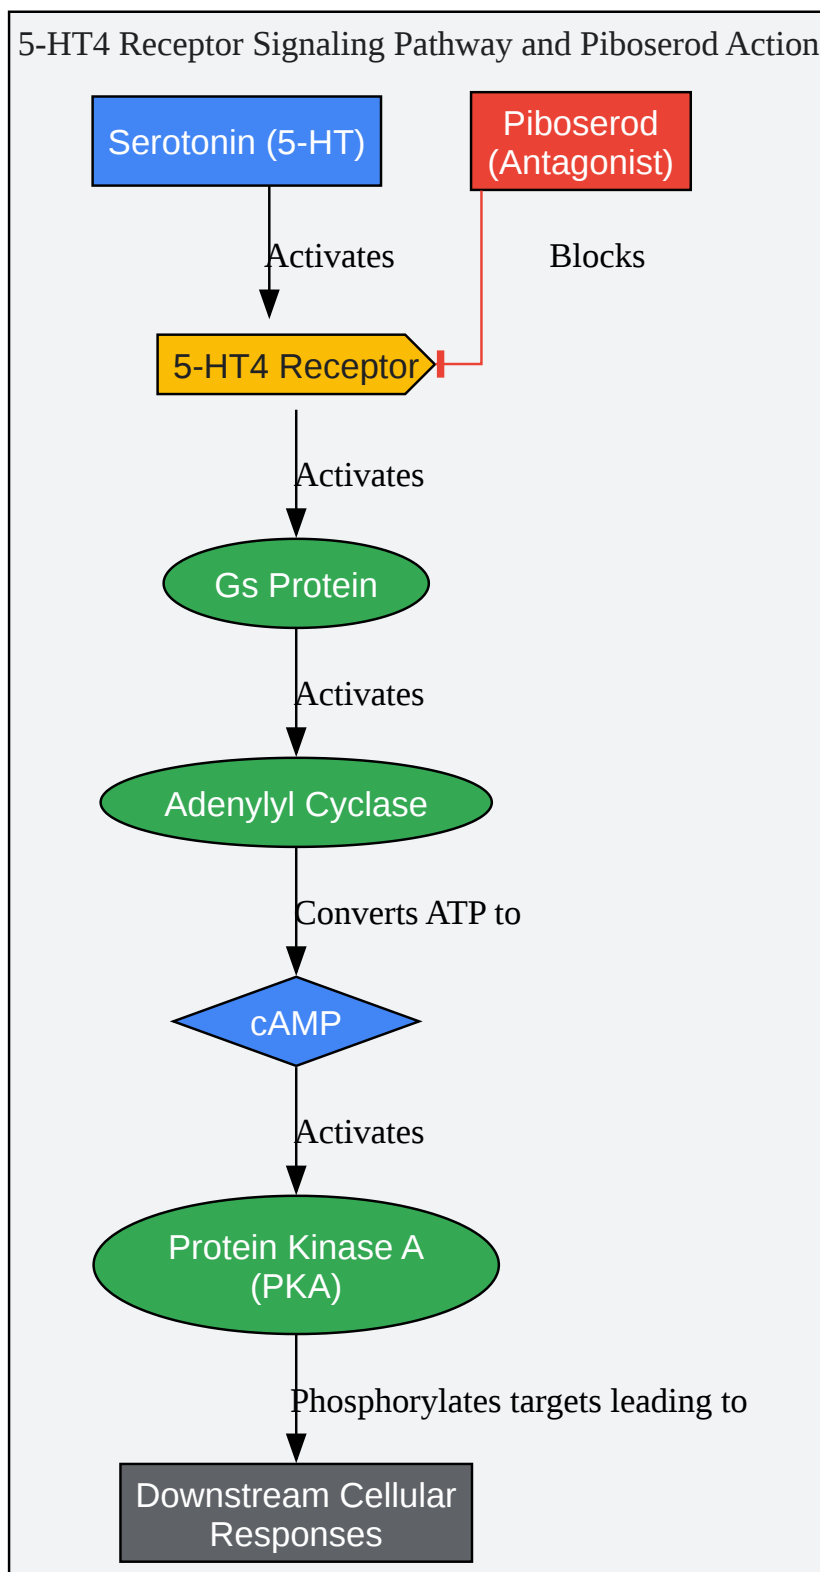 5-HT4 Receptor Signaling Pathway and Piboserod Action
Serotonin (5-HT)
Piboserod
(Antagonist)
Activates
Blocks
5-HT4 Receptor
Activates
Gs Protein
Activates
Adenylyl Cyclase
Converts ATP to
cAMP
Activates
Protein Kinase A
(PKA)
Phosphorylates targets leading to
Downstream Cellular
Responses